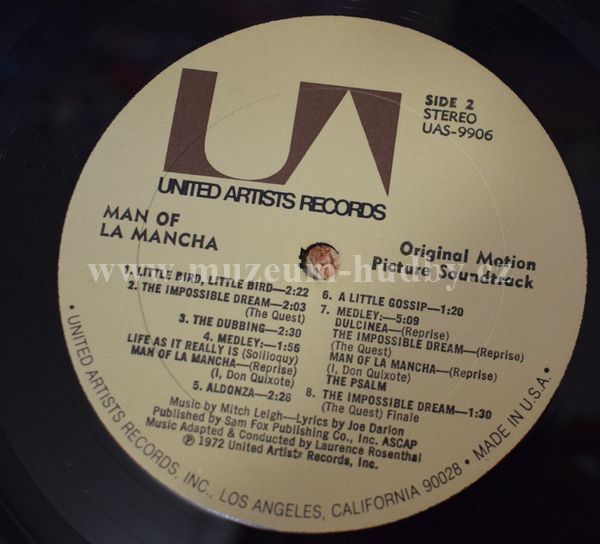 SIDE 2
STEREO
UAS-9906
UA
UNITED ARTISTS RECORDS
MAN OF
LA MANCHA
Original Motion
Picture Soundtrack
www.muzeum-hudby.cz
1. LITTLE BIRD, LITTLE BIRD—2:22
2. THE IMPOSSIBLE DREAM—2:03
(The Quest)
3. THE DUBBING—2:30
4. MEDLEY:—1:56
LIFE AS IT REALLY IS (Soliloquy)
MAN OF LA MANCHA—(Reprise)
(I, Don Quixote)
5. ALDONZA—2:26
6. A LITTLE GOSSIP—1:20
7. MEDLEY:—5:09
DULCINEA—(Reprise)
THE IMPOSSIBLE DREAM—(Reprise)
(The Quest)
MAN OF LA MANCHA—(Reprise)
(I, Don Quixote)
THE PSALM
8. THE IMPOSSIBLE DREAM—1:30
(The Quest) Finale
Music by Mitch Leigh—Lyrics by Joe Darion
Published by Sam Fox Publishing Co., Inc. ASCAP
Music Adapted & Conducted by Laurence Rosenthal
℗ 1972 United Artists Records, Inc.
• UNITED ARTISTS RECORDS, INC., LOS ANGELES, CALIFORNIA 90028 • MADE IN U.S.A. •